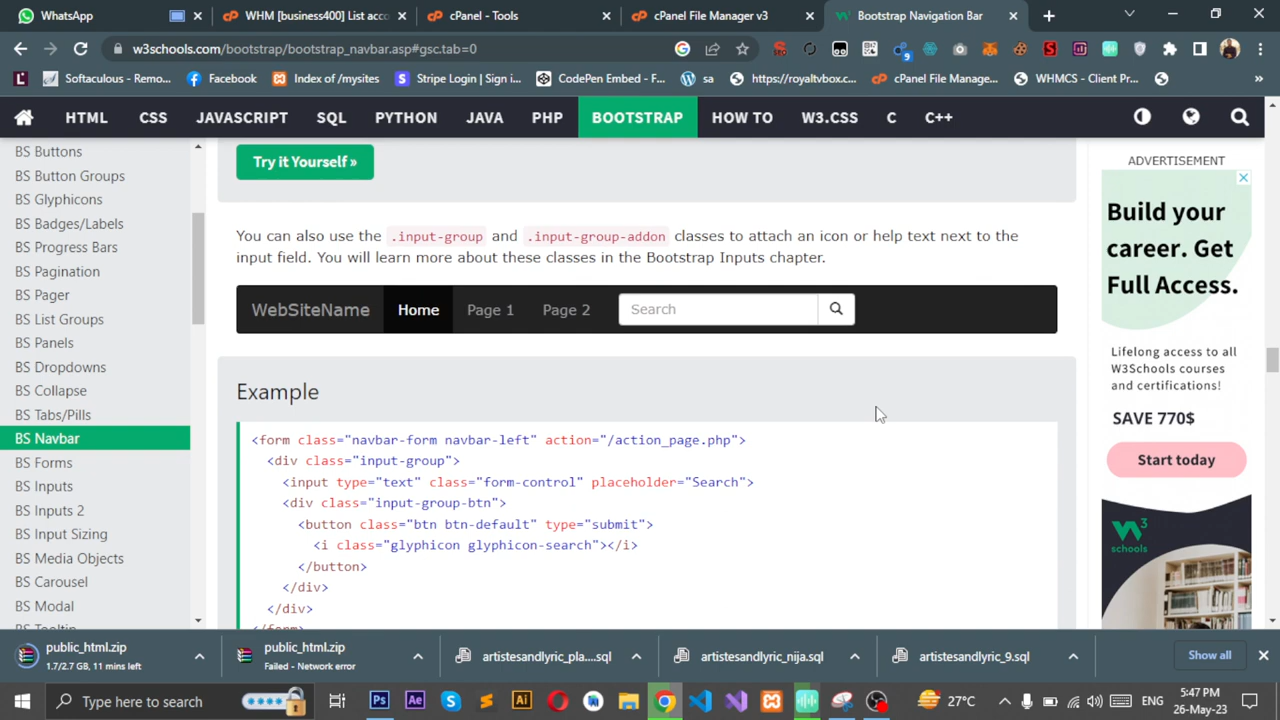 WhatsApp
WHM [business400] List acco
cPanel - Tools
cPanel File Manager v3
Bootstrap Navigation Bar
w3schools.com/bootstrap/bootstrap_navbar.asp#gsc.tab=0
9
Softaculous - Remo...
Facebook
Index of /mysites
Stripe Login | Sign i...
CodePen Embed - F...
sa
https://royaltvbox.c...
cPanel File Manage...
WHMCS - Client Pr...
»
HTML
CSS
JAVASCRIPT
SQL
PYTHON
JAVA
PHP
BOOTSTRAP
HOW TO
W3.CSS
C
C++
BS Buttons
BS Button Groups
BS Glyphicons
BS Badges/Labels
BS Progress Bars
BS Pagination
BS Pager
BS List Groups
BS Panels
BS Dropdowns
BS Collapse
BS Tabs/Pills
BS Navbar
BS Forms
BS Inputs
BS Inputs 2
BS Input Sizing
BS Media Objects
BS Carousel
BS Modal
BS Tooltip
Try it Yourself »
You can also use the .input-group and .input-group-addon classes to attach an icon or help text next to the
input field. You will learn more about these classes in the Bootstrap Inputs chapter.
WebSiteName Home Page 1 Page 2 Search
Example
<form class="navbar-form navbar-left" action="/action_page.php">
<div class="input-group">
<input type="text" class="form-control" placeholder="Search">
<div class="input-group-btn">
<button class="btn btn-default" type="submit">
<i class="glyphicon glyphicon-search"></i>
</button>
</div>
</div>
</form>
ADVERTISEMENT
Build your
career. Get
Full Access.
Lifelong access to all
W3Schools courses
and certifications!
SAVE 770$
Start today
W3
schools
public_html.zip
1.7/2.7 GB, 11 mins left
public_html.zip
Failed - Network error
artistesandlyric_pla....sql
artistesandlyric_nija.sql
artistesandlyric_9.sql
Show all
Type here to search
27°C
ENG
5:47 PM
26-May-23